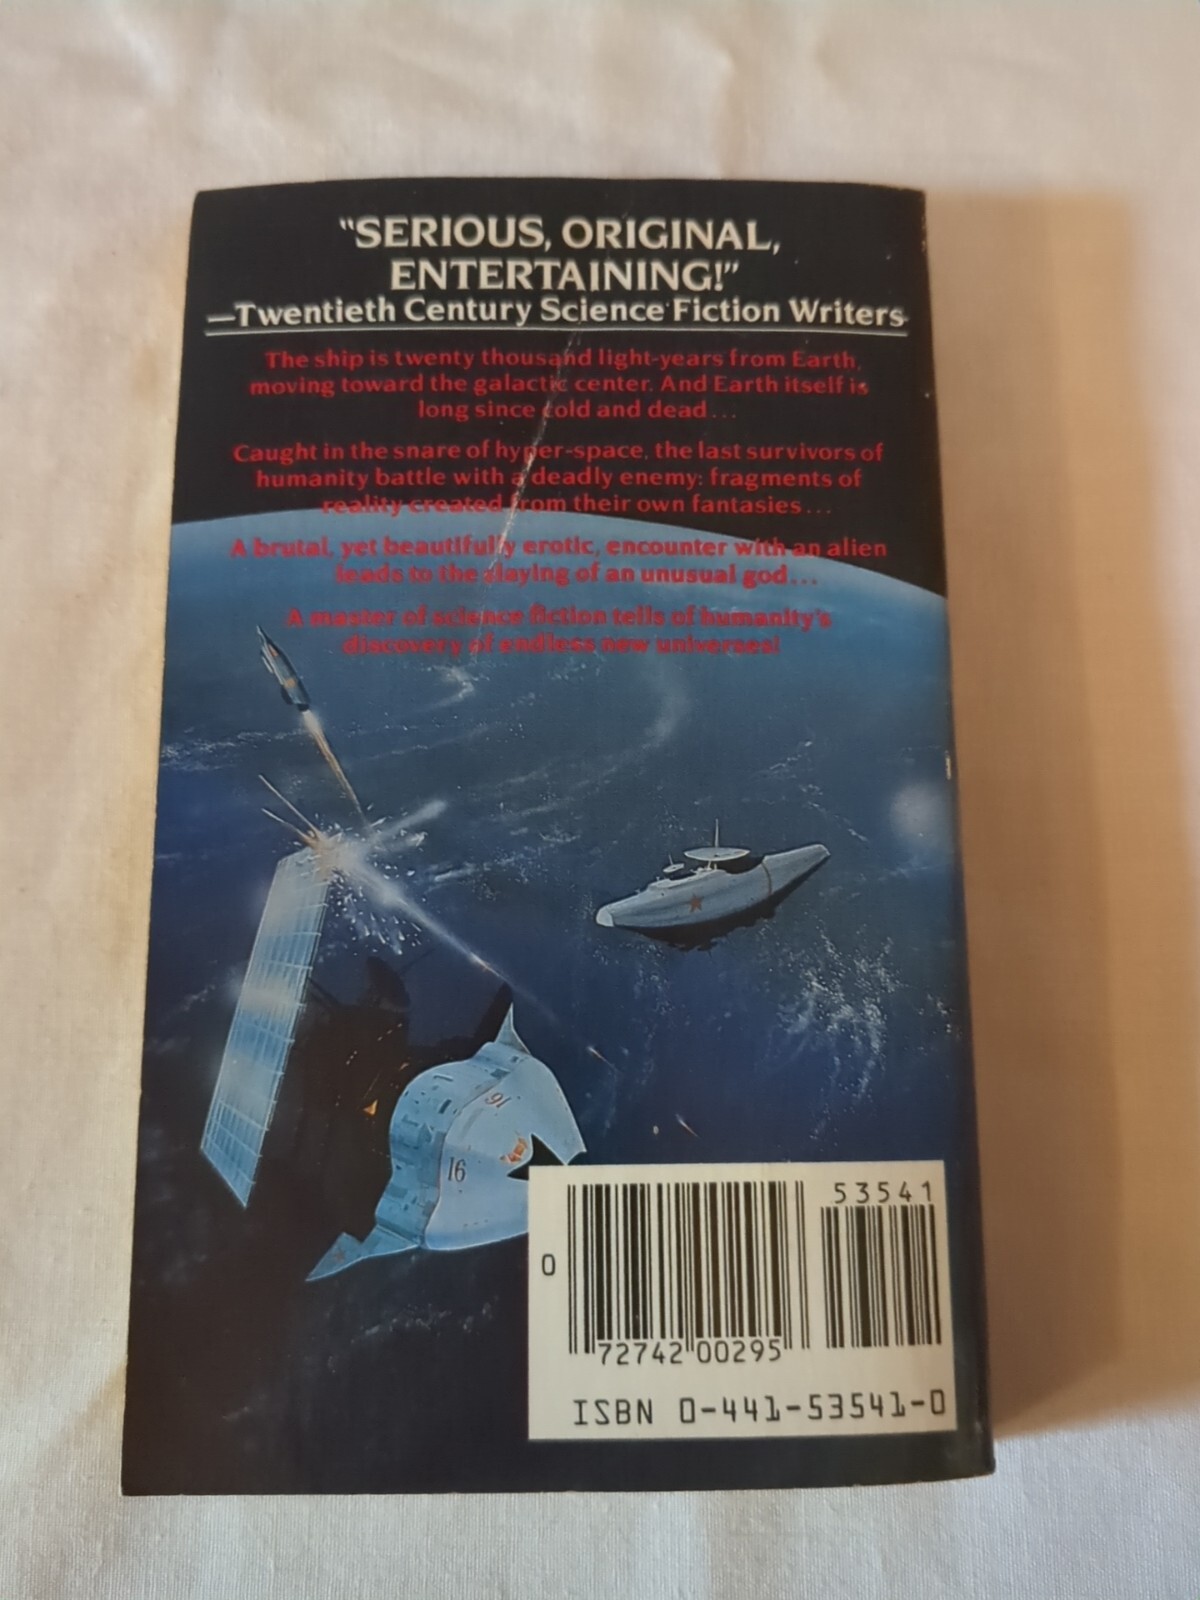 "SERIOUS, ORIGINAL,
ENTERTAINING!"
—Twentieth Century Science Fiction Writers
The ship is twenty thousand light-years from Earth,
moving toward the galactic center. And Earth itself is
long since cold and dead...
Caught in the snare of hyper-space, the last survivors of
humanity battle with a deadly enemy: fragments of
reality created from their own fantasies...
A brutal, yet beautifully erotic, encounter with an alien
leads to the slaying of an unusual god...
A master of science fiction tells of humanity's
discovery of endless new universes!
16
16
53541
0
72742 00295
ISBN 0-441-53541-0